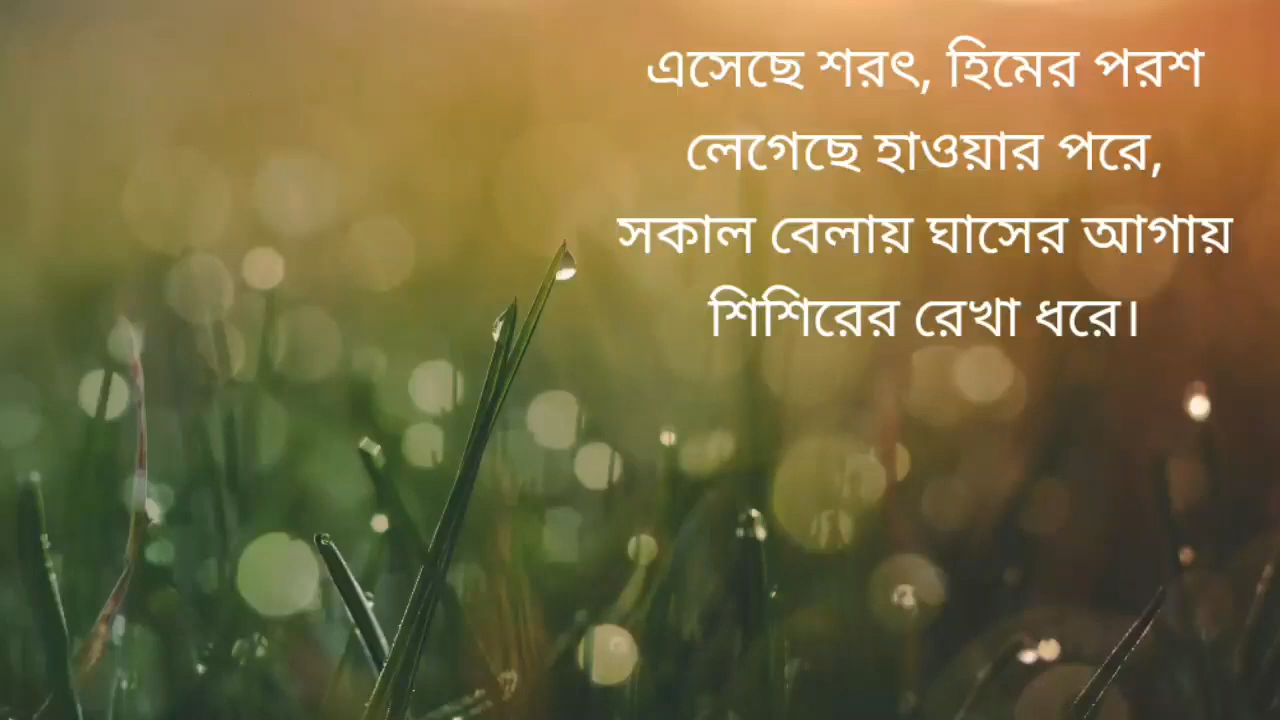 এসেছে শরৎ, হিমের পরশ
লেগেছে হাওয়ার পরে,
সকাল বেলায় ঘাসের আগায়
শিশিরের রেখা ধরে।